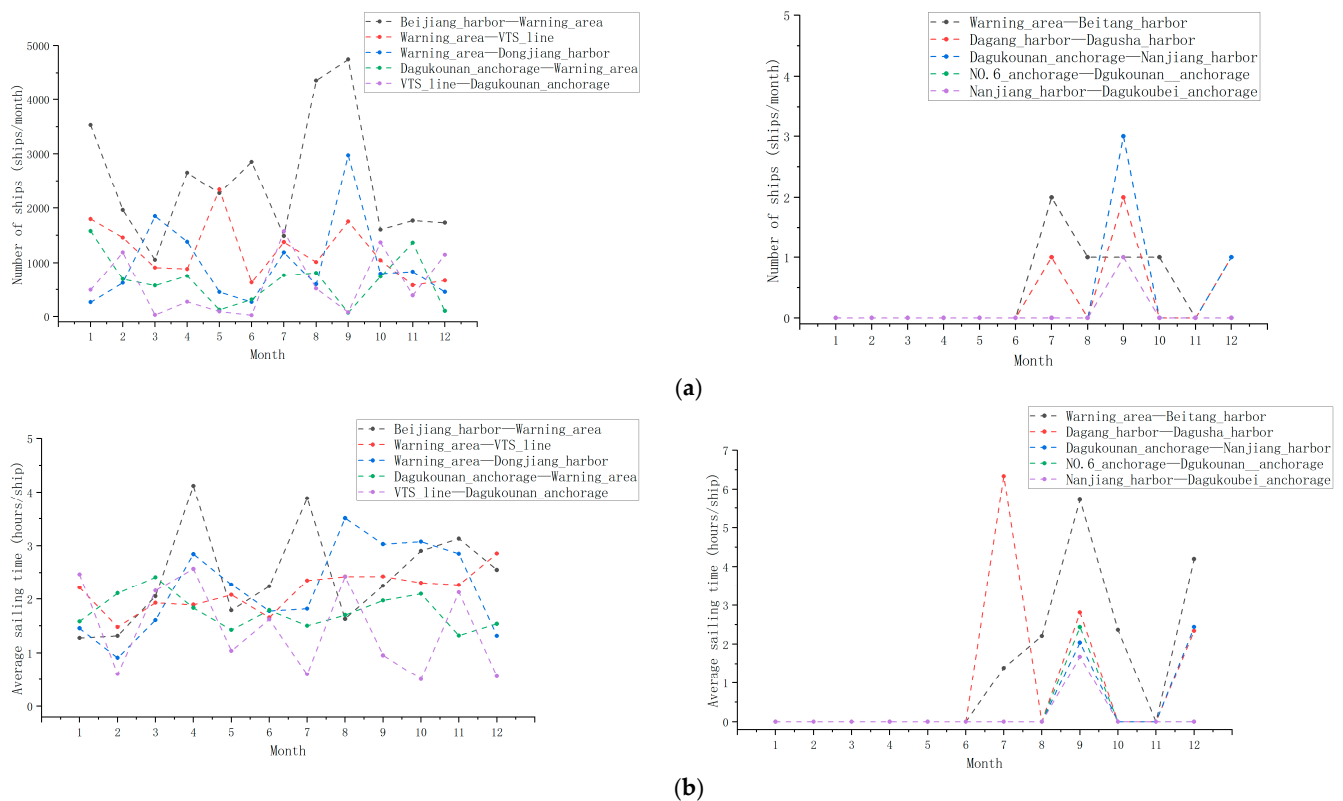 Beijiang_harbor—Warning_area
Warning_area—VTS_line
Warning_area—Dongjiang_harbor
Dagukounan_anchorage—Warning_area
VTS_line—Dagukounan_anchorage
Number of ships (ships/month)
5000
4000
3000
2000
1000
0
1 2 3 4 5 6 7 8 9 10 11 12
Month
Warning_area—Beitang_harbor
Dagang_harbor—Dagusha_harbor
Dagukounan_anchorage—Nanjiang_harbor
NO.6_anchorage—Dgukounan__anchorage
Nanjiang_harbor—Dagukoubei_anchorage
Number of ships (ships/month)
5
4
3
2
1
0
1 2 3 4 5 6 7 8 9 10 11 12
Month
(a)
Beijiang_harbor—Warning_area
Warning_area—VTS_line
Warning_area—Dongjiang_harbor
Dagukounan_anchorage—Warning_area
VTS line—Dagukounan anchorage
Average sailing time (hours/ship)
5
4
3
2
1
0
1 2 3 4 5 6 7 8 9 10 11 12
Month
Warning_area—Beitang_harbor
Dagang_harbor—Dagusha_harbor
Dagukounan_anchorage—Nanjiang_harbor
NO.6_anchorage—Dgukounan__anchorage
Nanjiang_harbor—Dagukoubei_anchorage
Average sailing time (hours/ship)
7
6
5
4
3
2
1
0
1 2 3 4 5 6 7 8 9 10 11 12
Month
(b)